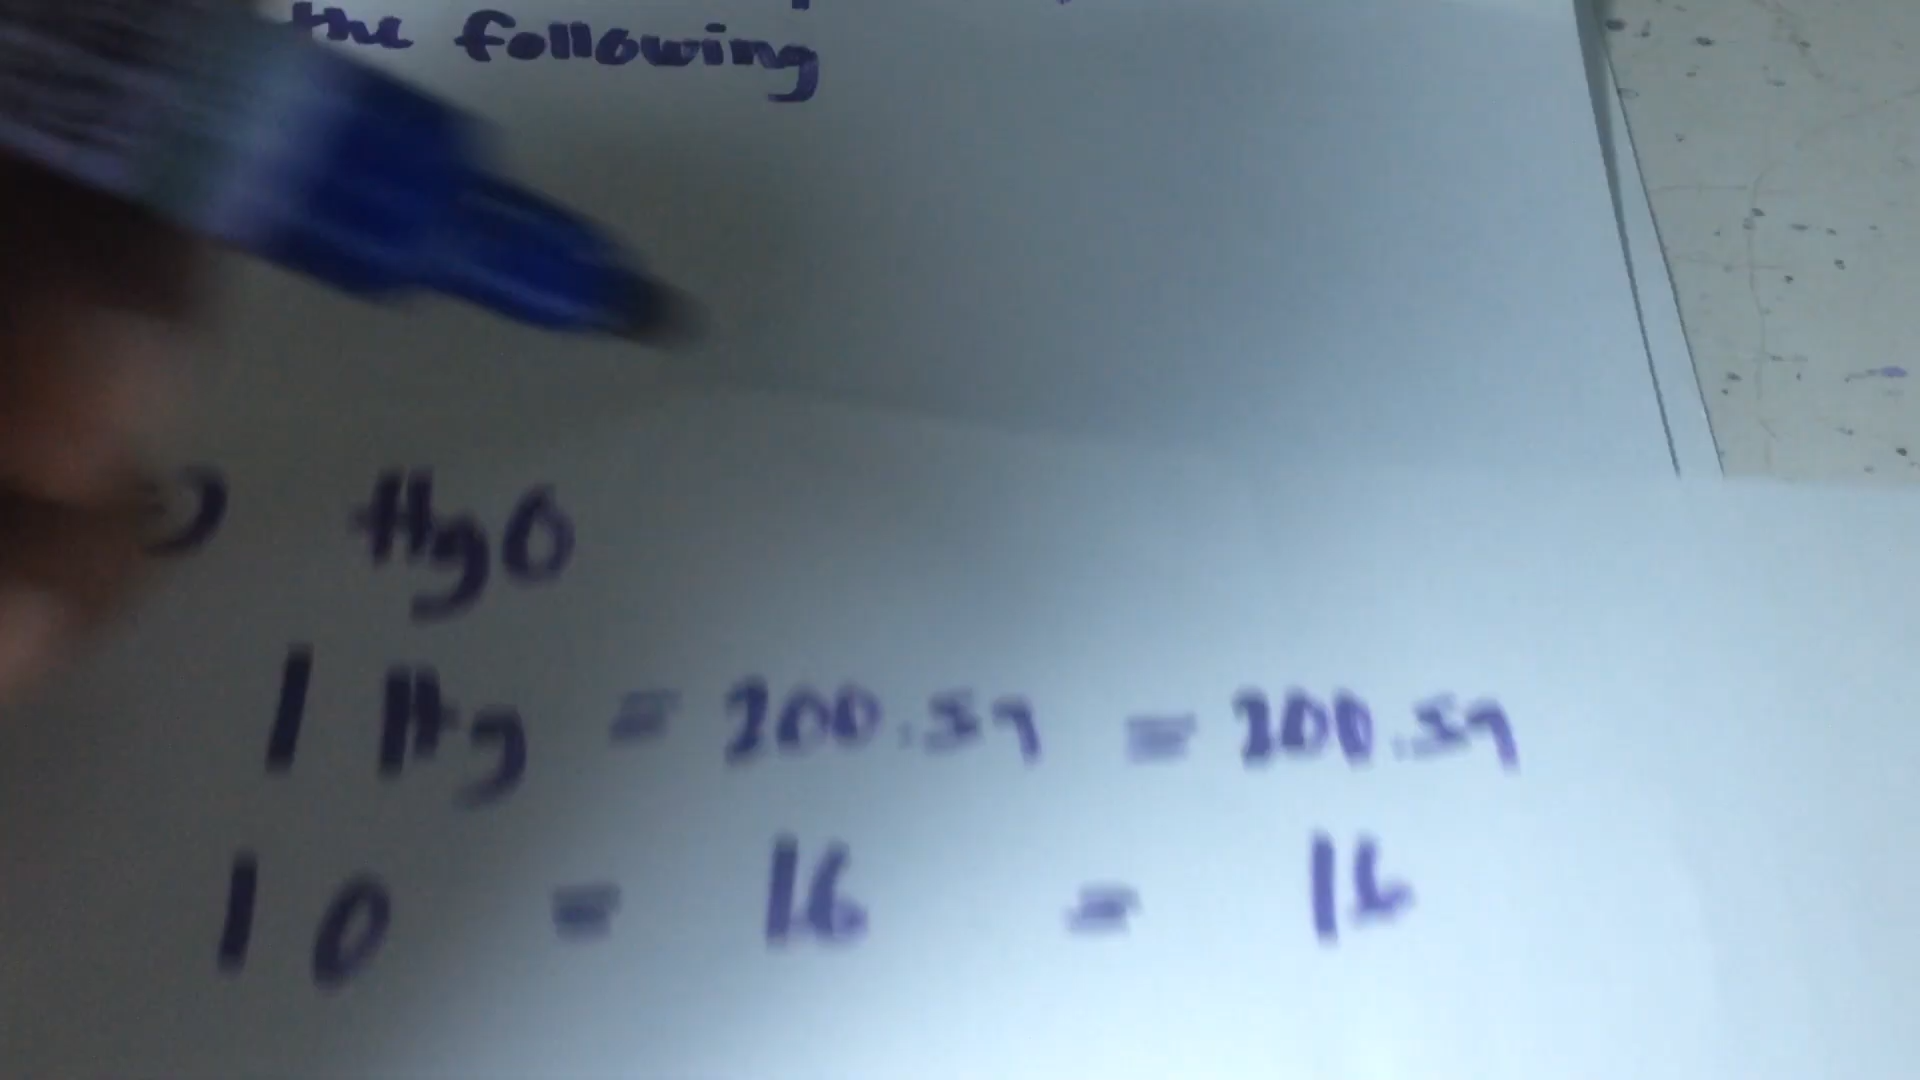 the following
) HgO
1 Hg = 200.59 = 200.59
1 O = 16 = 16